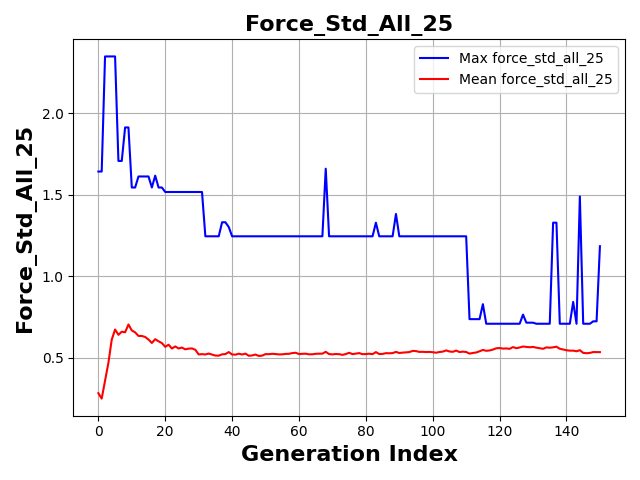 Force_Std_All_25
Max force_std_all_25
Mean force_std_all_25
Force_Std_All_25
2.0
1.5
1.0
0.5
0 20 40 60 80 100 120 140
Generation Index